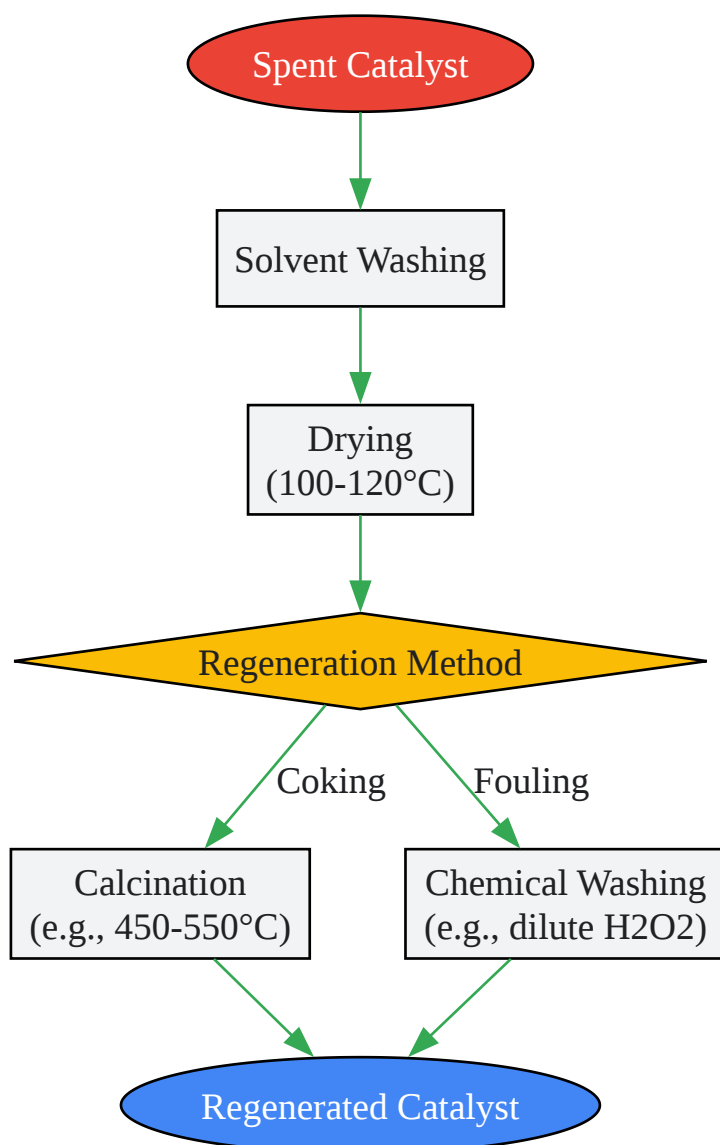 Spent Catalyst
Solvent Washing
Drying
(100-120°C)
Regeneration Method
Coking
Fouling
Calcination
(e.g., 450-550°C)
Chemical Washing
(e.g., dilute H2O2)
Regenerated Catalyst